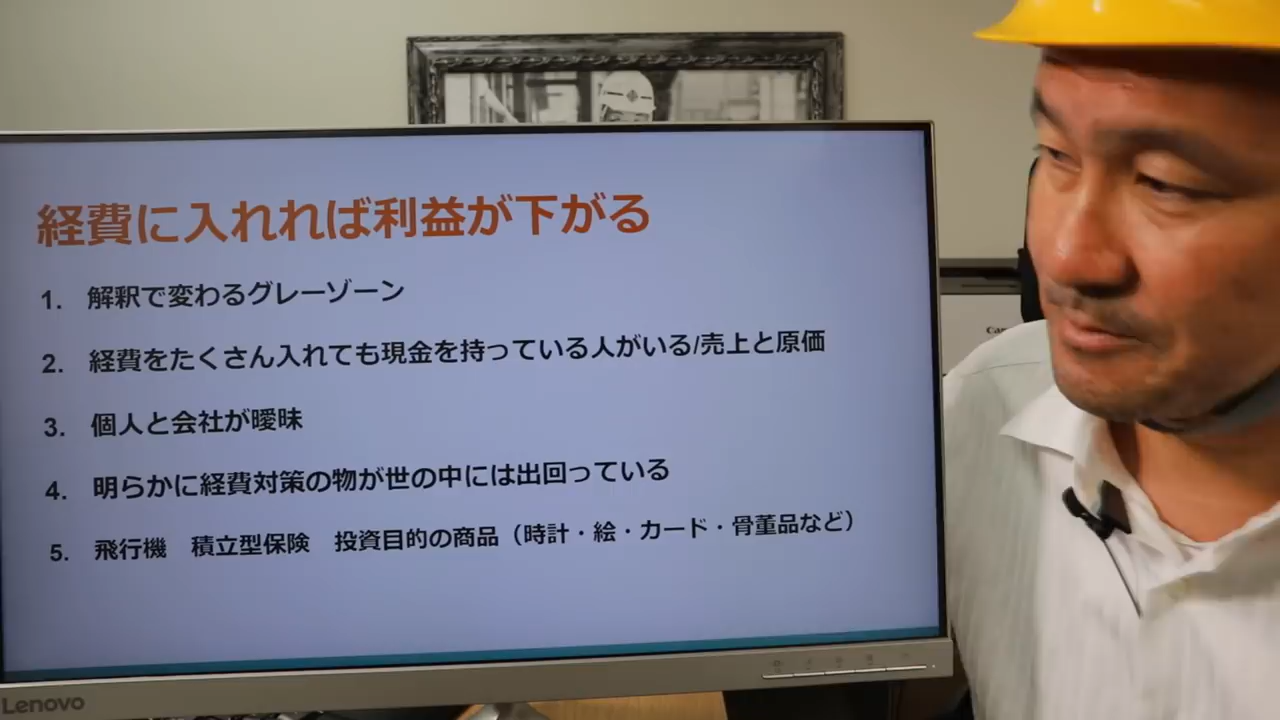 経費に入れれば利益が下がる
1. 解釈で変わるグレーゾーン
2. 経費をたくさん入れても現金を持っている人がいる/売上と原価
3. 個人と会社が曖昧
4. 明らかに経費対策の物が世の中には出回っている
5. 飛行機 積立型保険 投資目的の商品（時計・絵・カード・骨董品など）
Lenovo